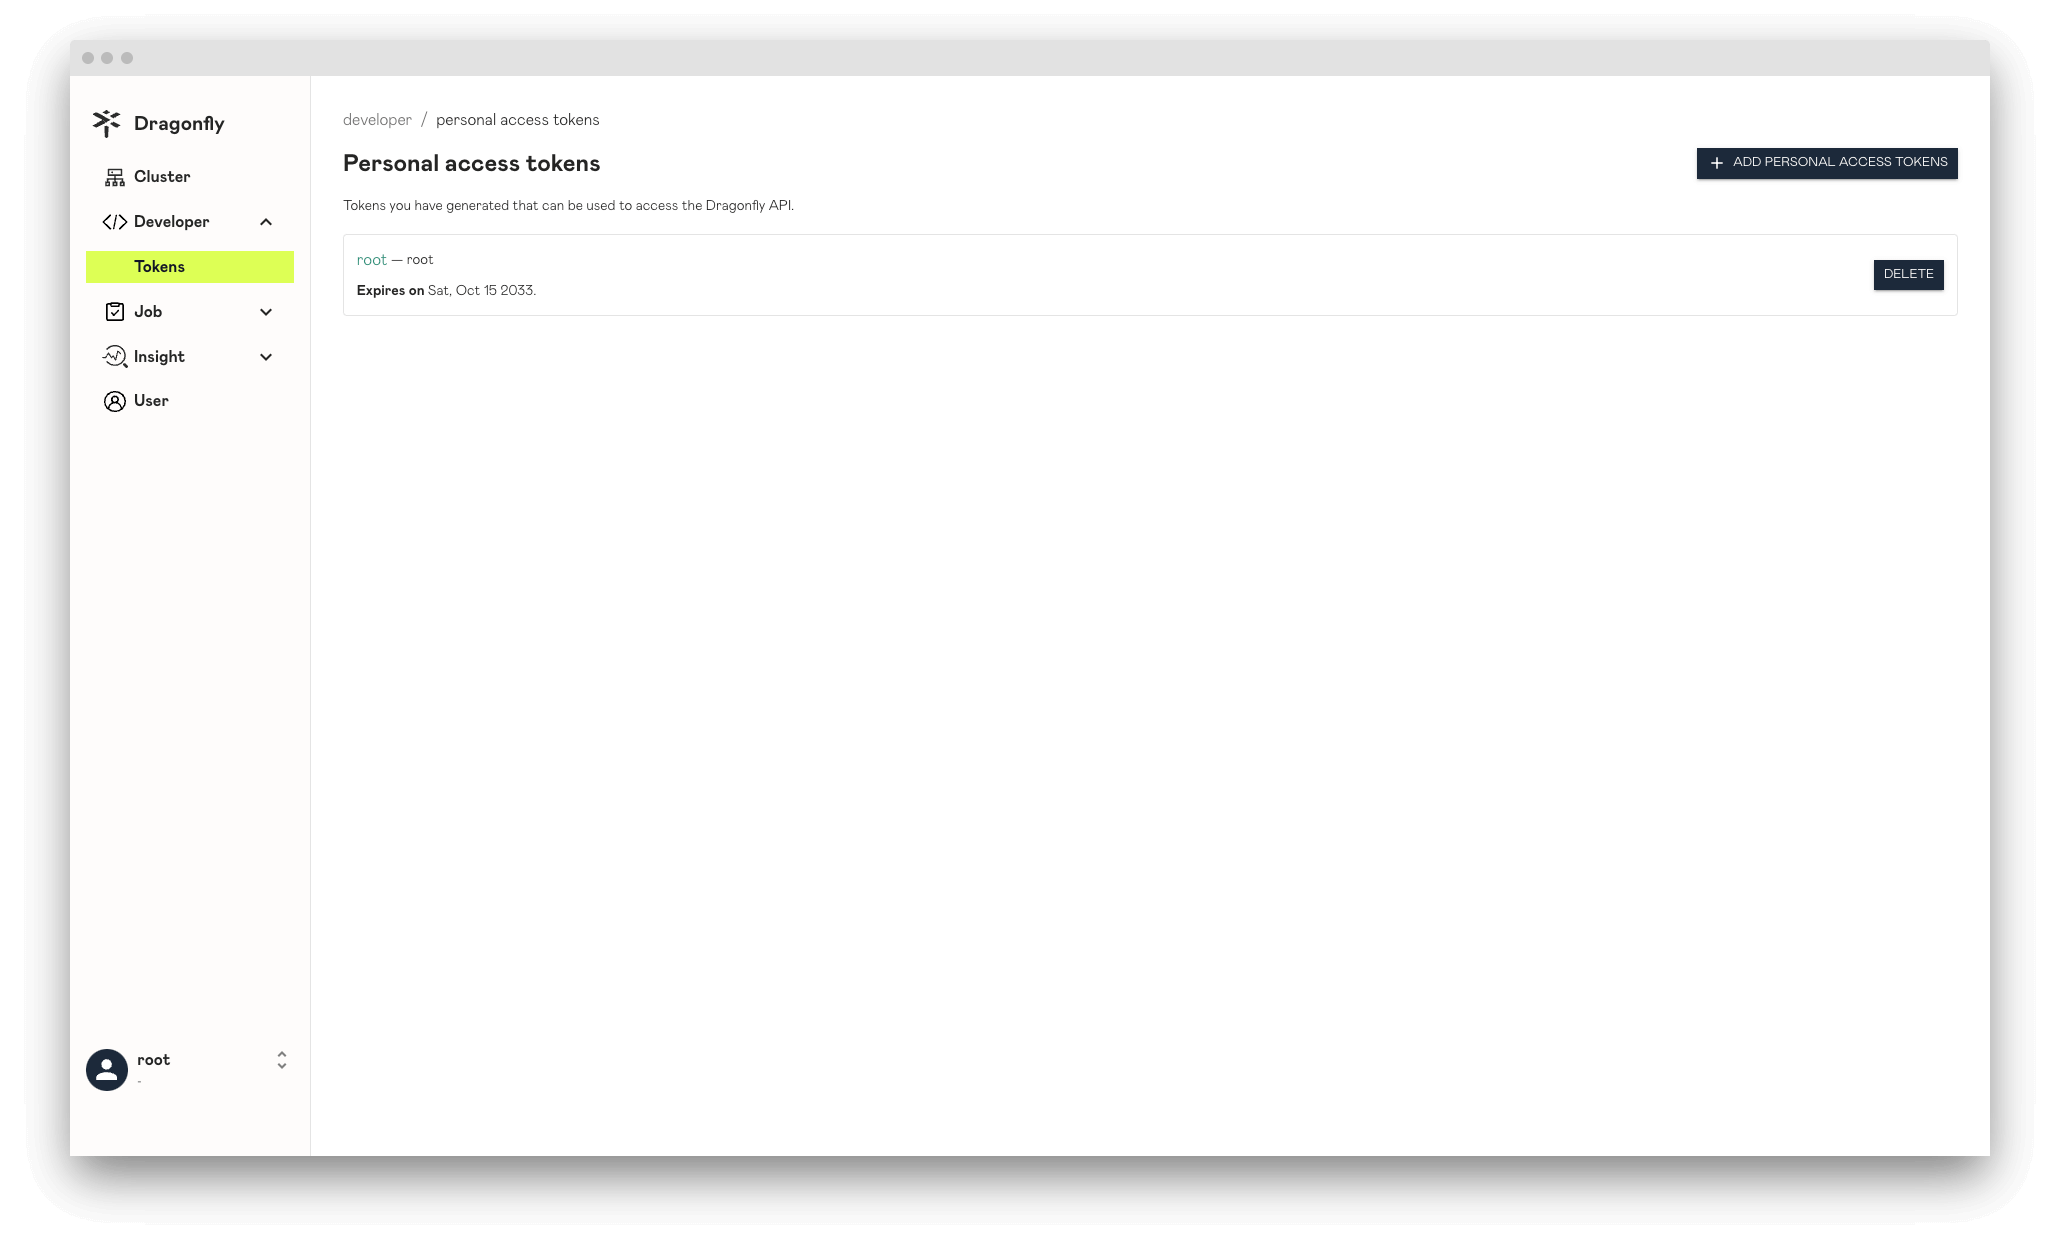 Dragonfly
Cluster
Developer
Tokens
Job
Insight
User
root
-
developer / personal access tokens
Personal access tokens
ADD PERSONAL ACCESS TOKENS
Tokens you have generated that can be used to access the Dragonfly API.
root — root
Expires on Sat, Oct 15 2033.
DELETE